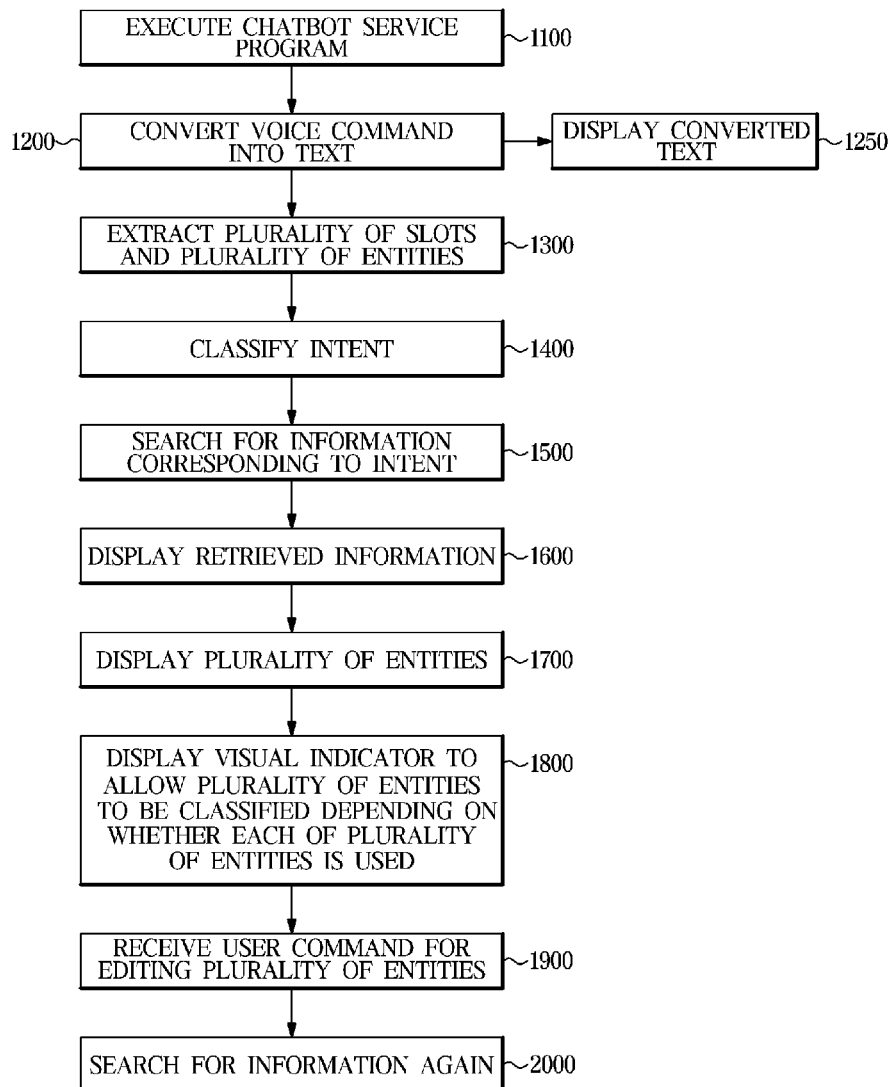 EXECUTE CHATBOT SERVICE
PROGRAM
1100
1200
CONVERT VOICE COMMAND
INTO TEXT
DISPLAY CONVERTED
TEXT
1250
EXTRACT PLURALITY OF SLOTS
AND PLURALITY OF ENTITIES
1300
CLASSIFY INTENT
1400
SEARCH FOR INFORMATION
CORRESPONDING TO INTENT
1500
DISPLAY RETRIEVED INFORMATION
1600
DISPLAY PLURALITY OF ENTITIES
1700
DISPLAY VISUAL INDICATOR TO
ALLOW PLURALITY OF ENTITIES
TO BE CLASSIFIED DEPENDING ON
WHETHER EACH OF PLURALITY
OF ENTITIES IS USED
1800
RECEIVE USER COMMAND FOR
EDITING PLURALITY OF ENTITIES
1900
SEARCH FOR INFORMATION AGAIN
2000